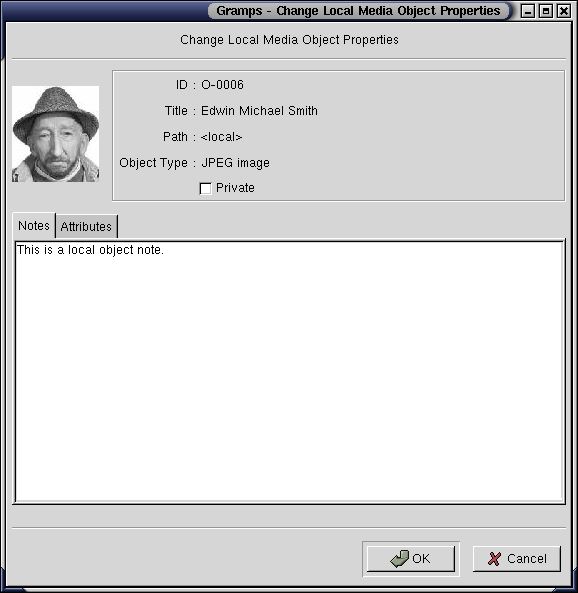 Gramps - Change Local Media Object Properties
Change Local Media Object Properties
ID : O-0006
Title : Edwin Michael Smith
Path : <local>
Object Type : JPEG image
Private
Notes Attributes
This is a local object note.
OK Cancel